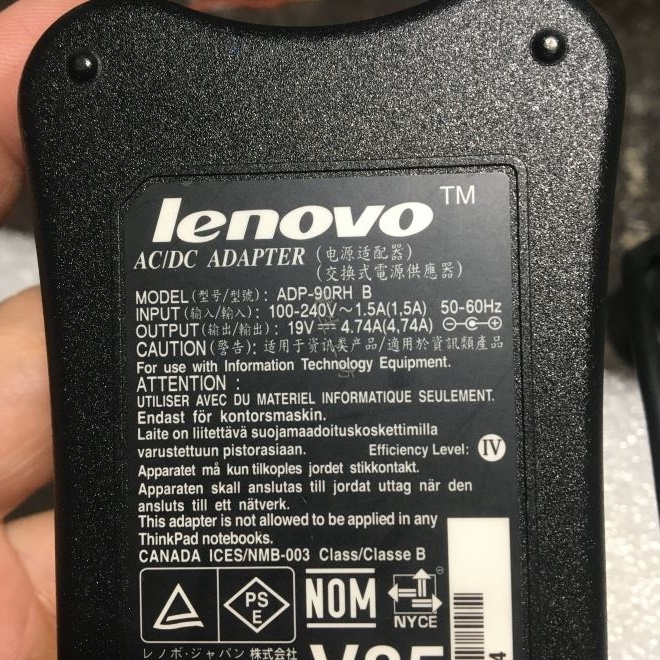 lenovo™
AC/DC ADAPTER (电源适配器)
(交換式電源供應器)
MODEL (型号/型號): ADP-90RH B
INPUT (输入/輸入): 100-240V~1.5A(1,5A) 50-60Hz
OUTPUT (输出/輸出): 19V⎓4.74A(4,74A)
CAUTION (警告): 适用于资讯类产品/適用於資訊類產品
For use with Information Technology Equipment.
ATTENTION :
UTILISER AVEC DU MATERIEL INFORMATIQUE SEULEMENT.
Endast för kontorsmaskin.
Laite on liitettävä suojamaadoituskoskettimilla
varustettuun pistorasiaan. Efficiency Level: IV
Apparatet må kun tilkoples jordet stikkontakt.
Apparaten skall anslutas till jordat uttag när den
ansluts till ett nätverk.
This adapter is not allowed to be applied in any
ThinkPad notebooks.
CANADA ICES/NMB-003 Class/Classe B
PS
E
NOM
NYCE
レノボ・ジャパン 株式会社